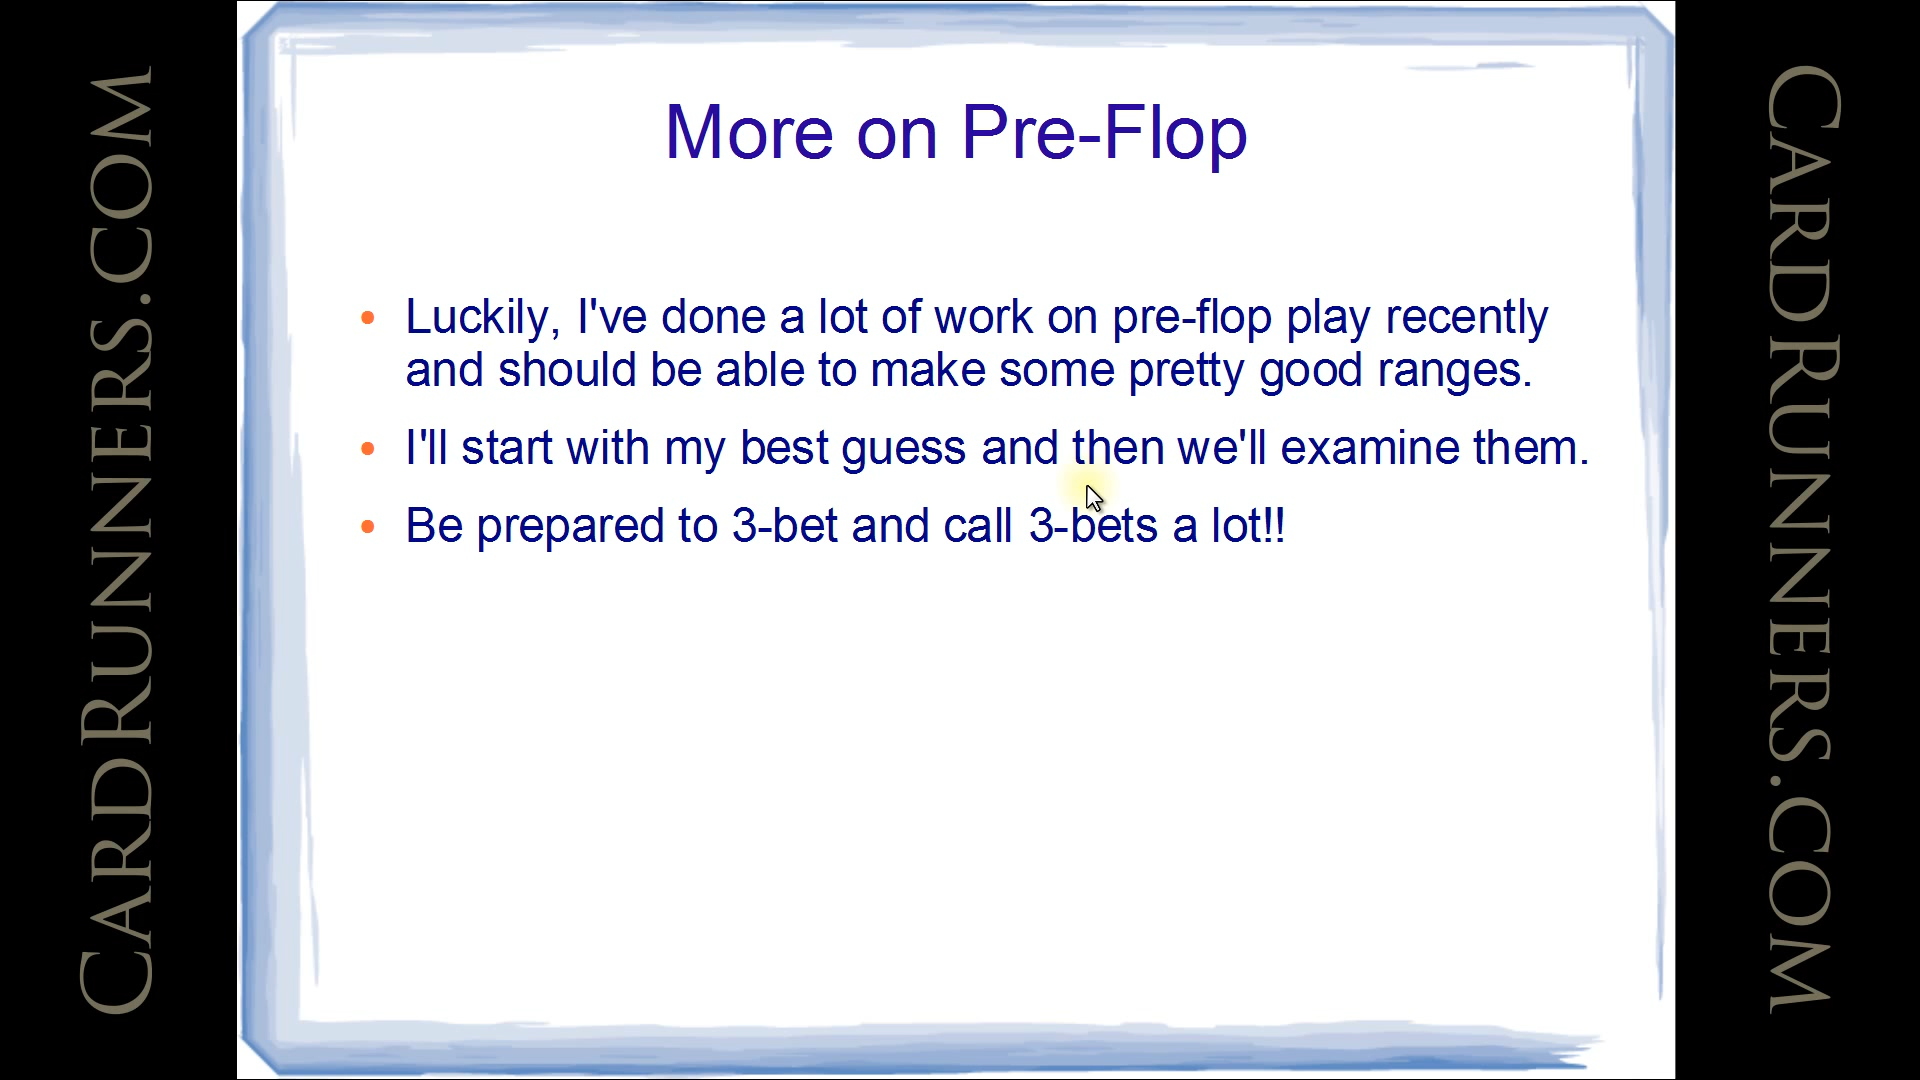 CARDRUNNERS.COM
More on Pre-Flop
• Luckily, I've done a lot of work on pre-flop play recently
and should be able to make some pretty good ranges.
• I'll start with my best guess and then we'll examine them.
• Be prepared to 3-bet and call 3-bets a lot!!
CARDRUNNERS.COM